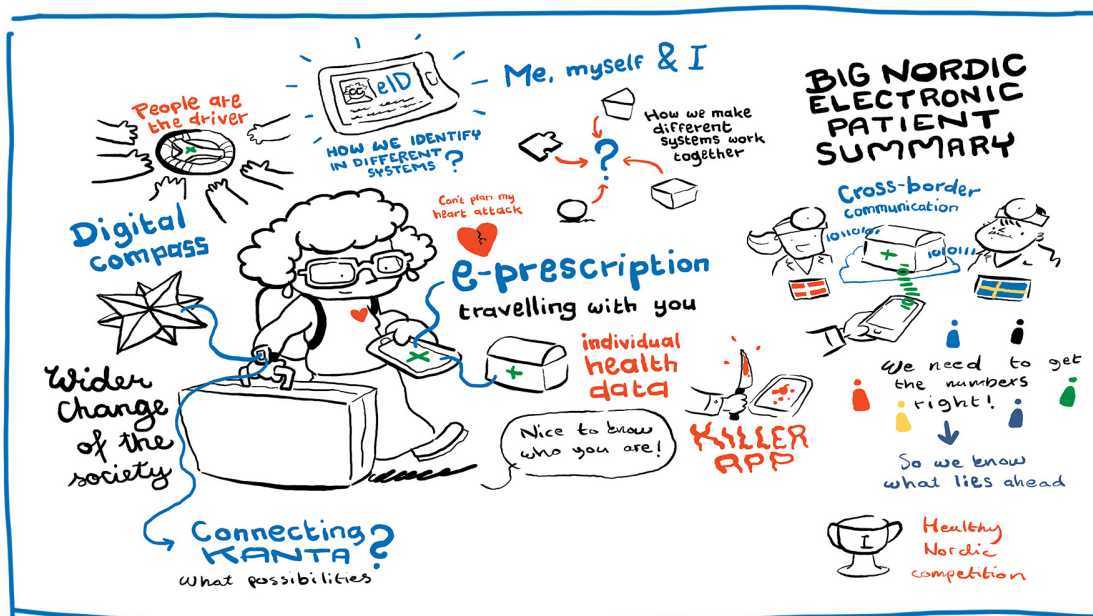 People are
the driver
eID
HOW WE IDENTIFY
IN DIFFERENT
SYSTEMS?
Me, myself & I
How we make
different
systems work
together
?
BIG NORDIC
ELECTRONIC
PATIENT
SUMMARY
Cross-border
communication
1011010
1010111
Digital
compass
Can't plan my
heart attack
e-prescription
travelling with you
individual
health
data
Wider
Change
of the
society
Nice to know
who you are!
KILLER
APP
We need to get
the numbers
right!
So we know
what lies ahead
Connecting
KANTA?
What possibilities
I
Healthy
Nordic
competition